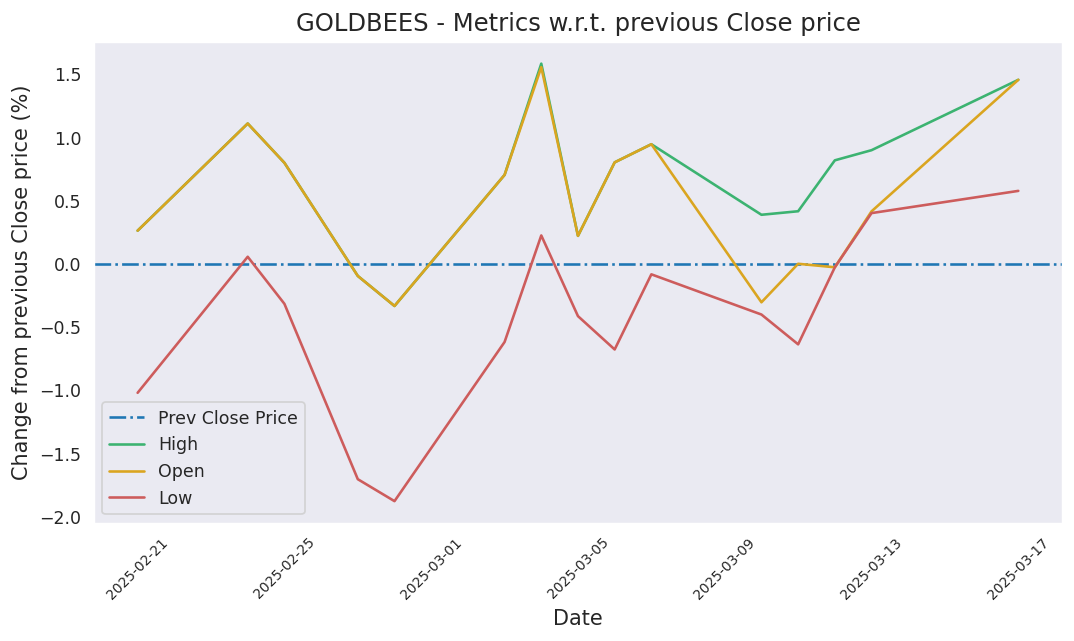 GOLDBEES - Metrics w.r.t. previous Close price
Change from previous Close price (%)
1.5
1.0
0.5
0.0
−0.5
−1.0
−1.5
−2.0
Prev Close Price
High
Open
Low
2025-02-21
2025-02-25
2025-03-01
2025-03-05
2025-03-09
2025-03-13
2025-03-17
Date